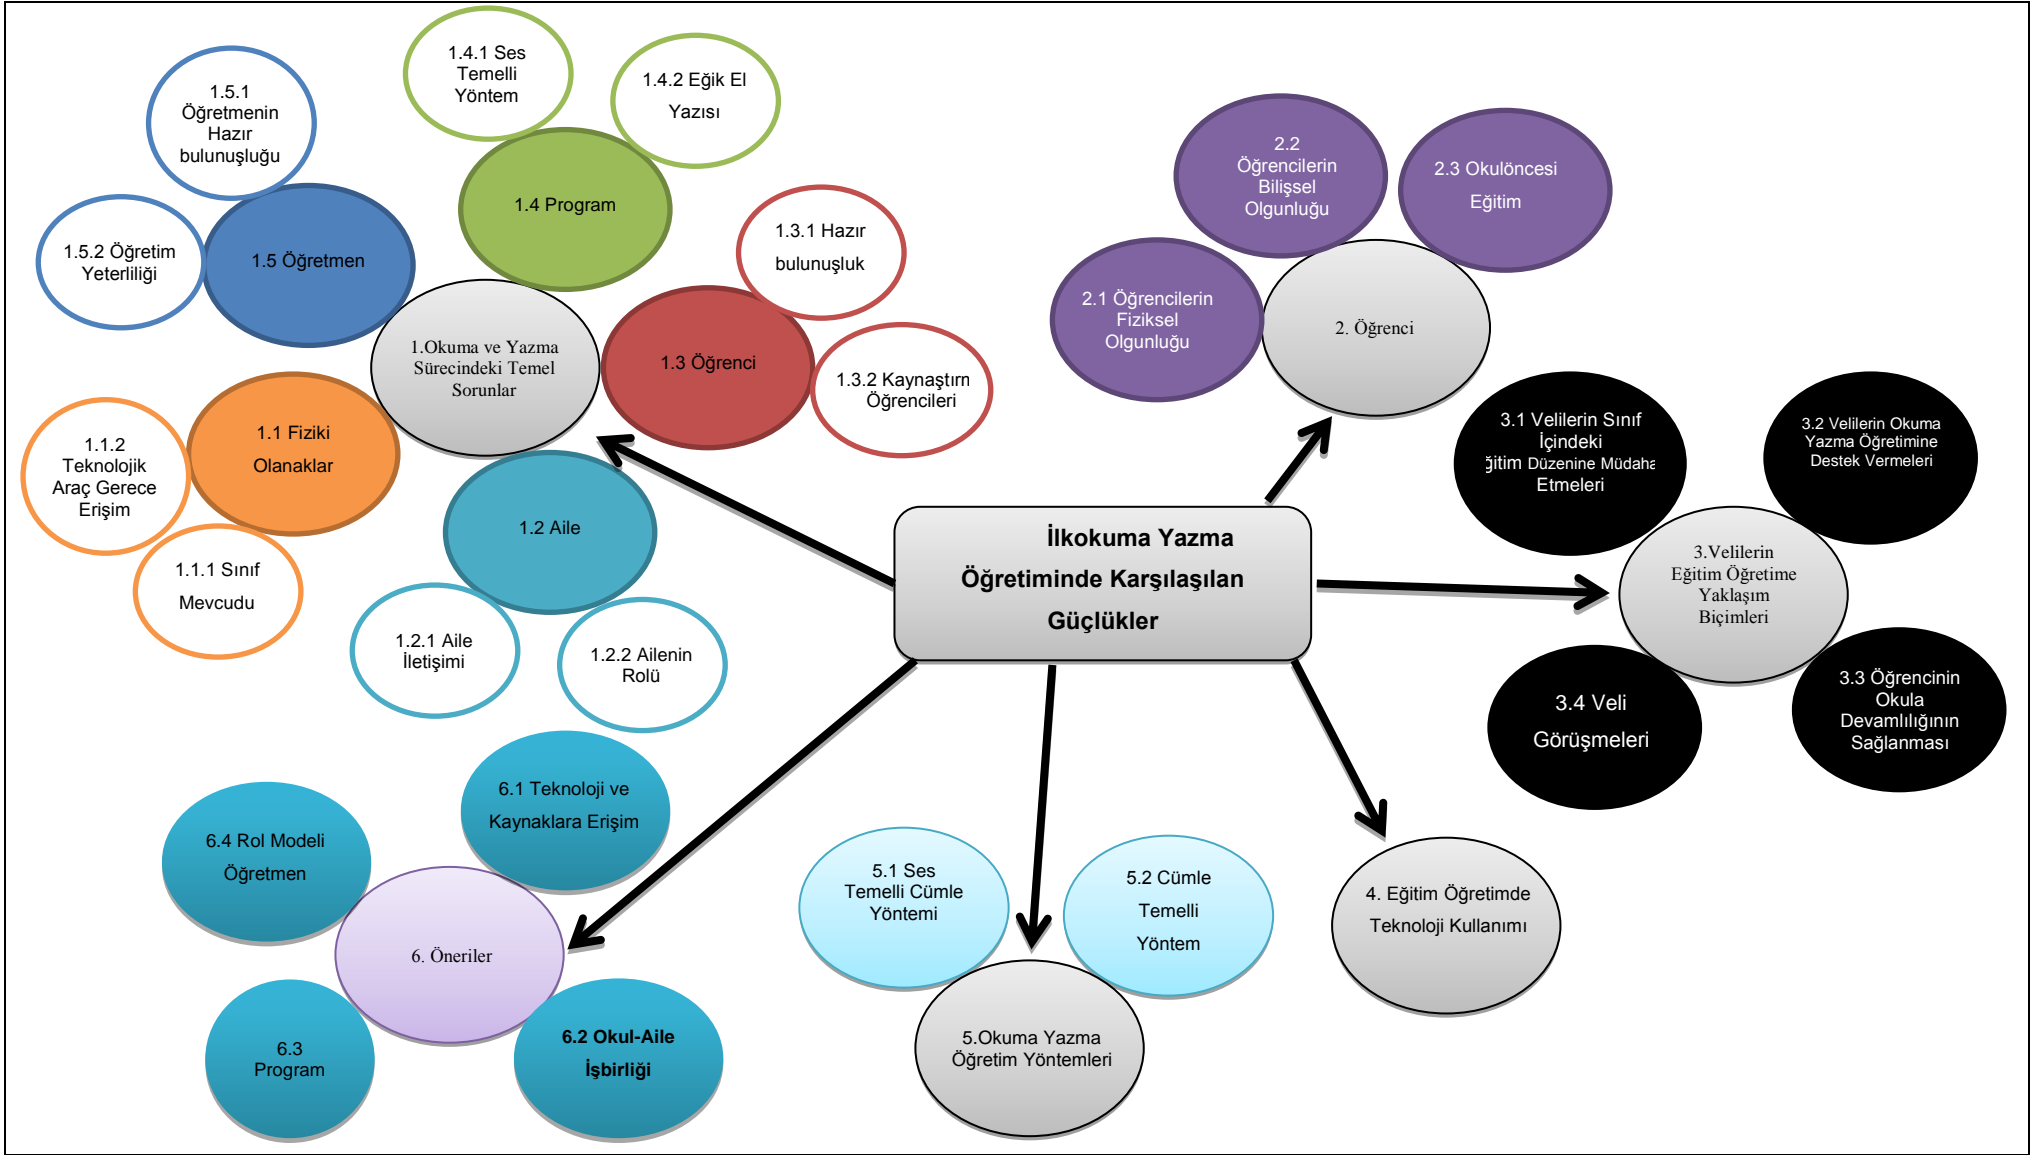 1.4.1 Ses
Temelli
Yöntem
1.4.2 Eğik El
Yazısı
1.5.1
Öğretmenin
Hazır
bulunuşluğu
1.4 Program
1.5.2 Öğretim
Yeterliliği
1.5 Öğretmen
1.3.1 Hazır
bulunuşluk
1.Okuma ve Yazma
Sürecindeki Temel
Sorunlar
1.3 Öğrenci
1.3.2 Kaynaştırm
Öğrencileri
1.1 Fiziki
Olanaklar
1.1.2
Teknolojik
Araç Gerece
Erişim
1.1.1 Sınıf
Mevcudu
1.2 Aile
1.2.1 Aile
İletişimi
1.2.2 Ailenin
Rolü
2.2
Öğrencilerin
Bilişsel
Olgunluğu
2.3 Okulöncesi
Eğitim
2.1 Öğrencilerin
Fiziksel
Olgunluğu
2. Öğrenci
3.1 Velilerin Sınıf
İçindeki
ğitim Düzenine Müdaha
Etmeleri
3.2 Velilerin Okuma
Yazma Öğretimine
Destek Vermeleri
İlkokuma Yazma
Öğretiminde Karşılaşılan
Güçlükler
3.Velilerin
Eğitim Öğretime
Yaklaşım
Biçimleri
3.4 Veli
Görüşmeleri
3.3 Öğrencinin
Okula
Devamlılığının
Sağlanması
6.1 Teknoloji ve
Kaynaklara Erişim
6.4 Rol Modeli
Öğretmen
6. Öneriler
6.3
Program
6.2 Okul-Aile
İşbirliği
5.1 Ses
Temelli Cümle
Yöntemi
5.2 Cümle
Temelli
Yöntem
5.Okuma Yazma
Öğretim Yöntemleri
4. Eğitim Öğretimde
Teknoloji Kullanımı